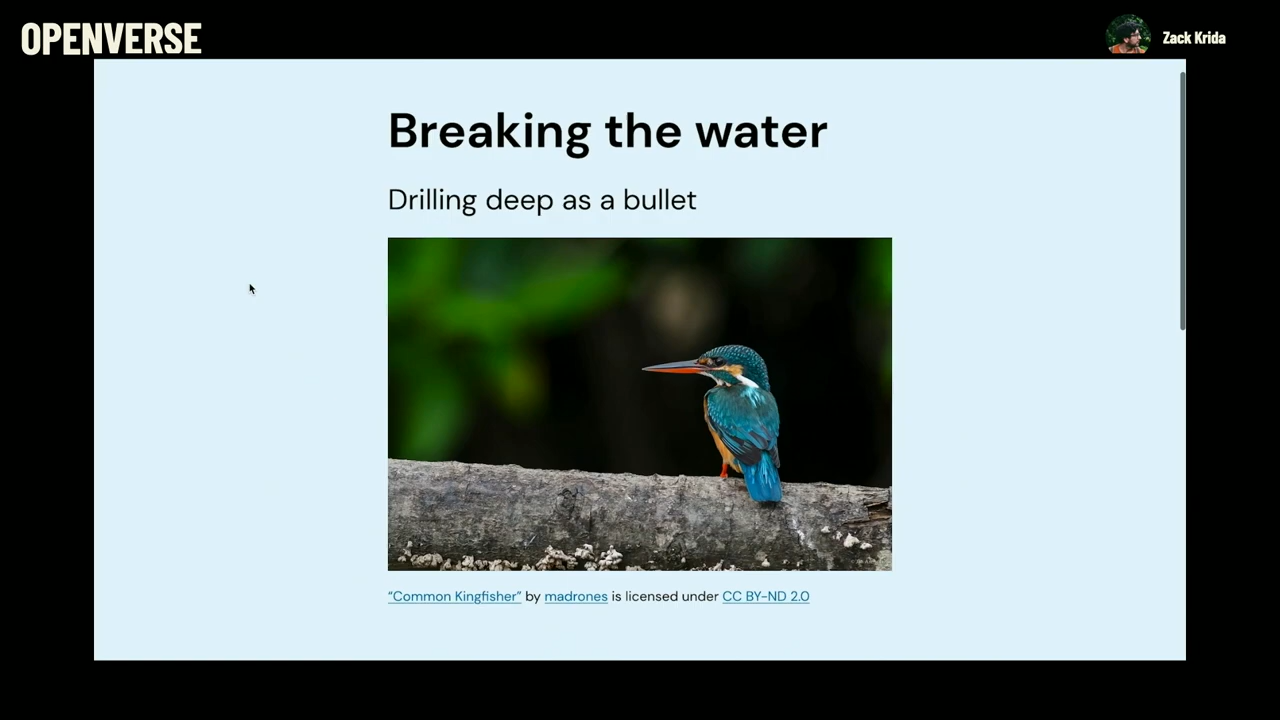 OPENVERSE
Zack Krida
Breaking the water
Drilling deep as a bullet
“Common Kingfisher” by madrones is licensed under CC BY-ND 2.0